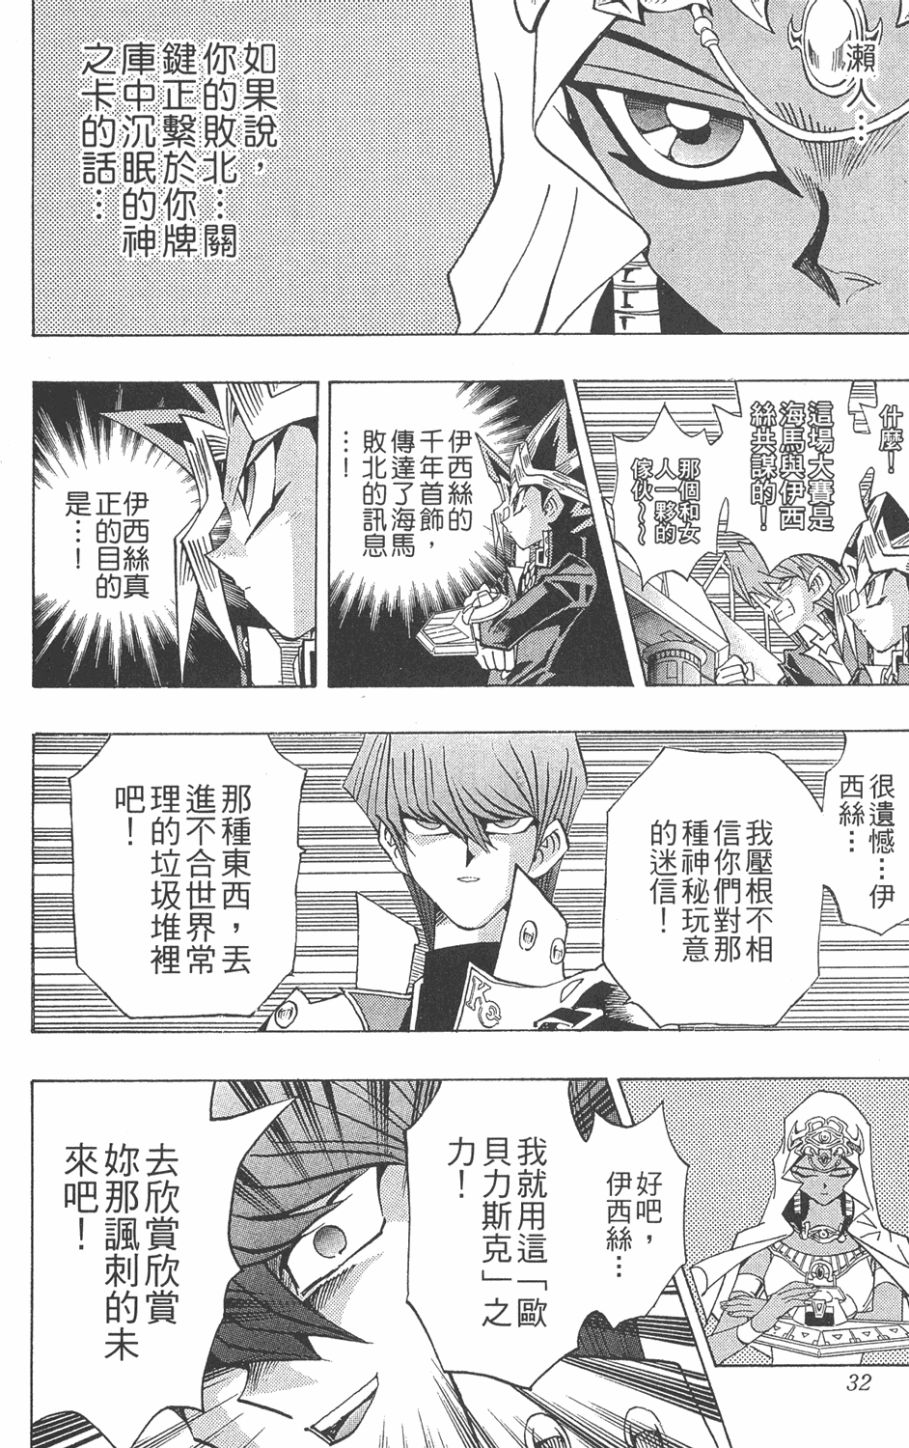 瀨人…
如果說，
你的敗北…關
鍵正繫於你牌
庫中沉眠的神
之卡的話…
什麼！
這場大賽是
海馬與伊西
絲共謀的！
那個和女
人一夥的
傢伙～～
伊西絲的
千年首飾，
傳達了海馬
敗北的訊息
…！
伊西絲真
正的目的
是…！
很遺憾…伊
西絲…
我壓根不相
信你們對那
種神秘玩意
的迷信！
那種東西，丟
進不合世界常
理的垃圾堆裡
吧！
好吧，
伊西絲…
我就用這「歐
貝力斯克」之
力！
去欣賞欣賞
妳那諷刺的未
來吧！
KC
32